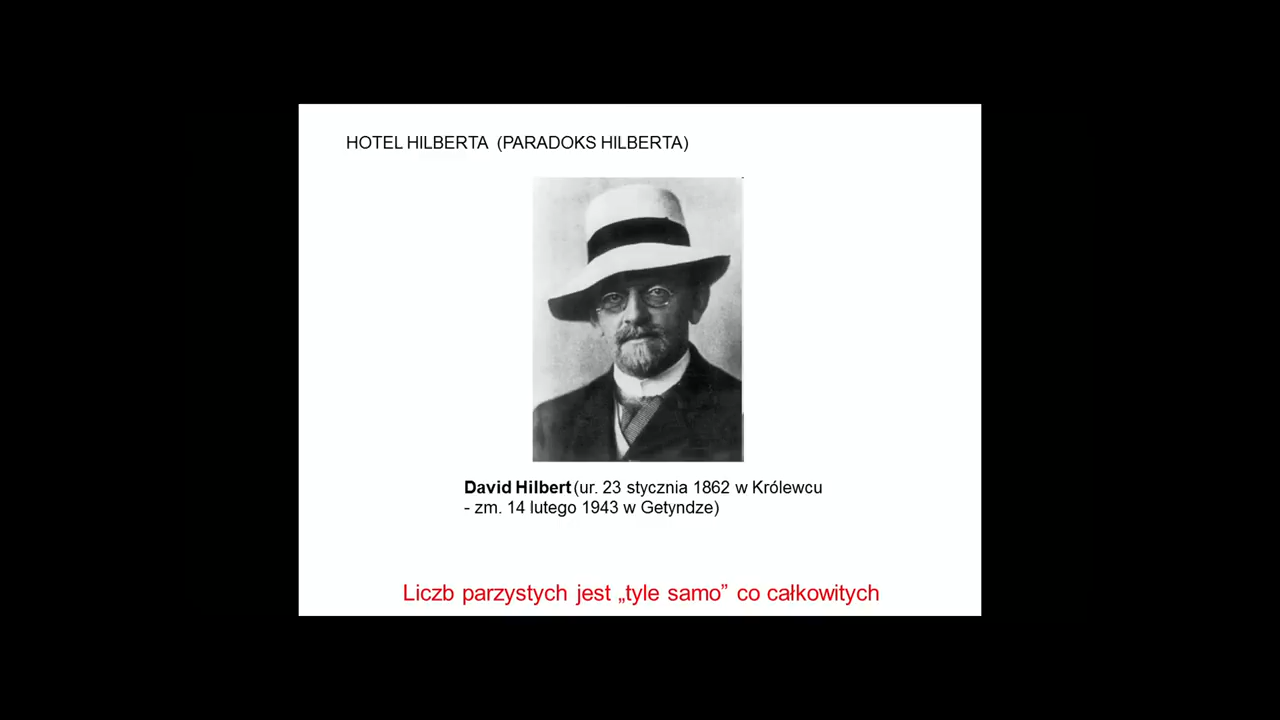 HOTEL HILBERTA (PARADOKS HILBERTA)
David Hilbert (ur. 23 stycznia 1862 w Królewcu
- zm. 14 lutego 1943 w Getyndze)
Liczb parzystych jest „tyle samo” co całkowitych